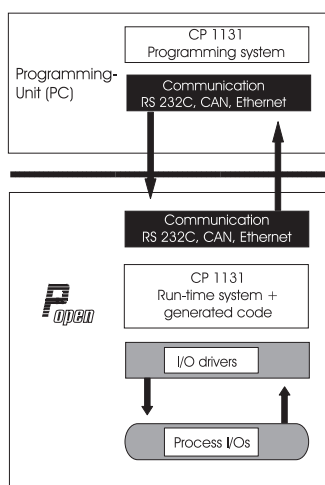 CP 1131
Programming system
Programming-
Unit (PC)
Communication
RS 232C, CAN, Ethernet
Communication
RS 232C, CAN, Ethernet
CP 1131
Run-time system +
generated code
Popen
I/O drivers
Process I/Os